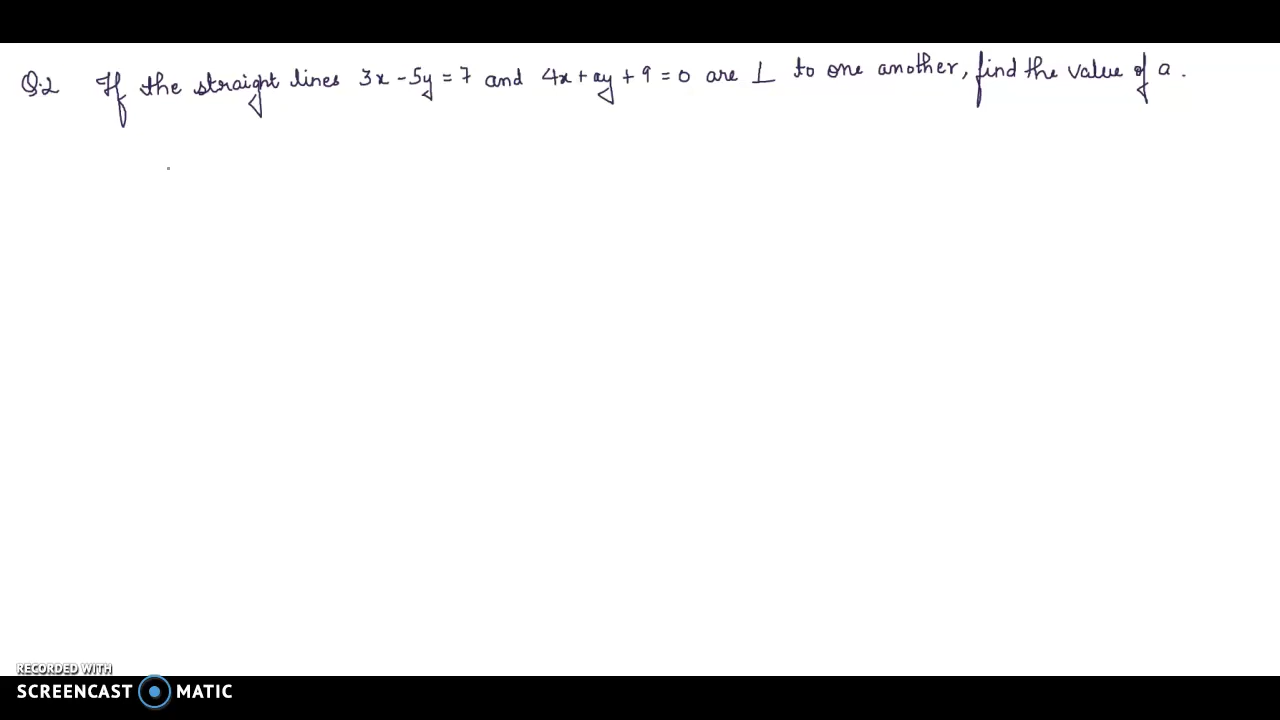 Q.2 If the straight lines 3x - 5y = 7 and 4x + ay + 9 = 0 are ⊥ to one another, find the value of a.
RECORDED WITH
SCREENCAST MATIC